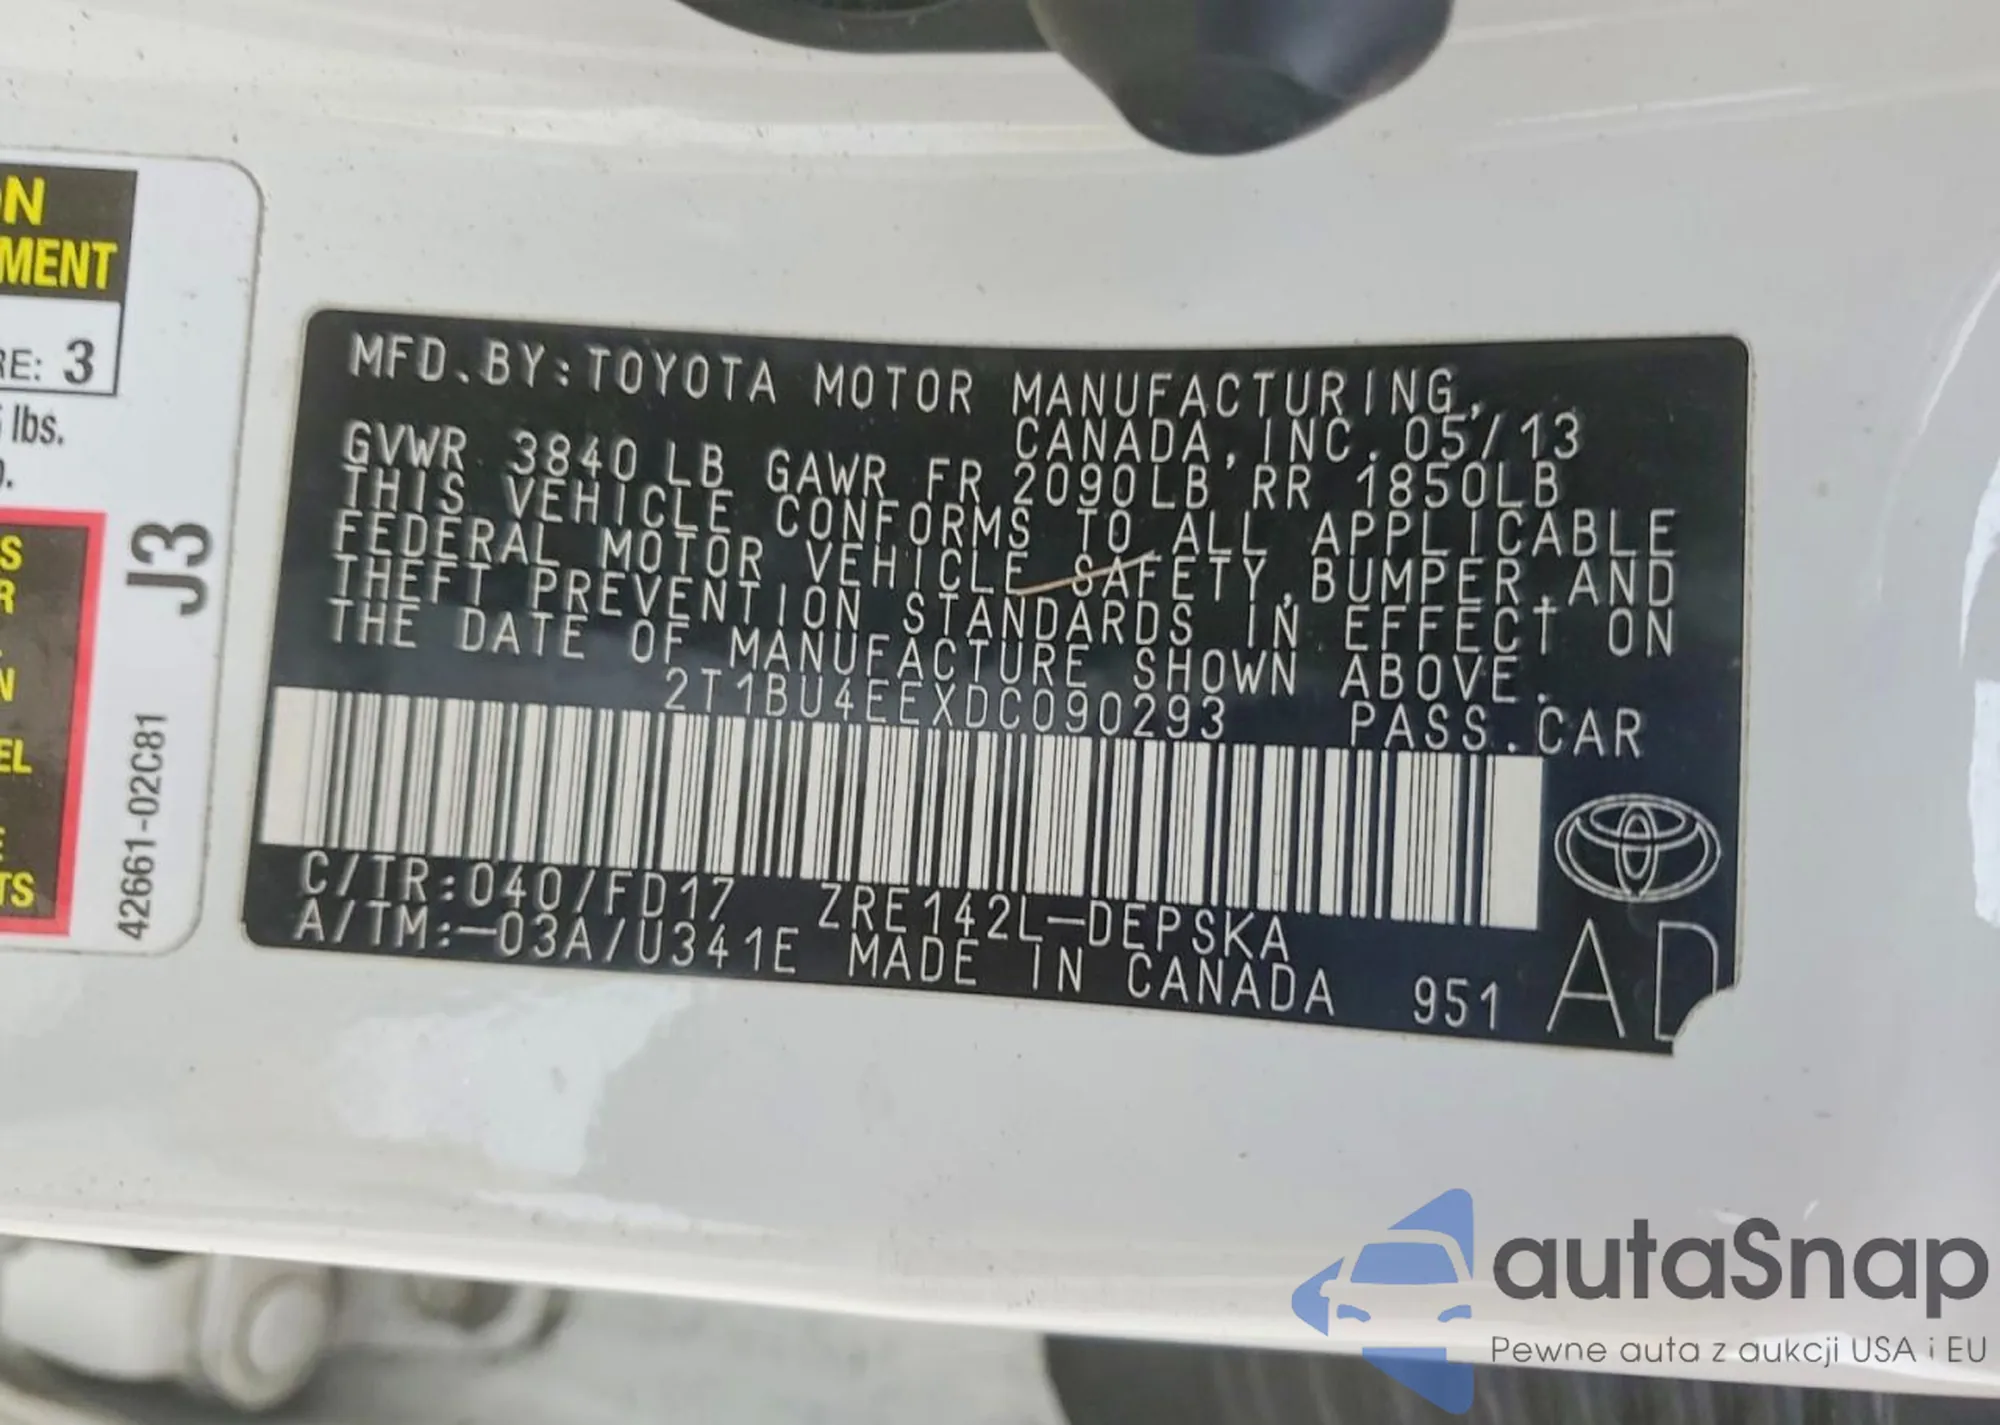 ON
MENT
RE: 3
lbs.
J3
42661-02C81
MFD.BY:TOYOTA MOTOR MANUFACTURING,
CANADA,INC. 05/13
GVWR 3840 LB GAWR FR 2090LB RR 1850LB
THIS VEHICLE CONFORMS TO ALL APPLICABLE
FEDERAL MOTOR VEHICLE SAFETY,BUMPER,AND
THEFT PREVENTION STANDARDS IN EFFECT ON
THE DATE OF MANUFACTURE SHOWN ABOVE.
2T1BU4EEXDC090293 PASS.CAR
C/TR:040/FD17 ZRE142L-DEPSKA
A/TM:-03A/U341E MADE IN CANADA 951
AD
autaSnap
Pewne auta z aukcji USA i EU